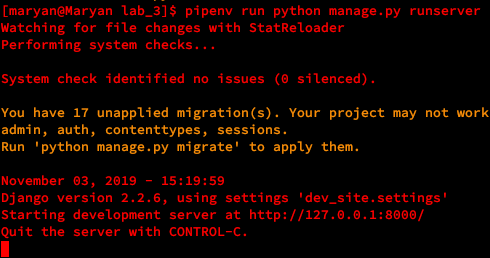 [maryan@Maryan lab_3]$ pipenv run python manage.py runserver
Watching for file changes with StatReloader
Performing system checks...
System check identified no issues (0 silenced).
You have 17 unapplied migration(s). Your project may not work
admin, auth, contenttypes, sessions.
Run 'python manage.py migrate' to apply them.
November 03, 2019 - 15:19:59
Django version 2.2.6, using settings 'dev_site.settings'
Starting development server at http://127.0.0.1:8000/
Quit the server with CONTROL-C.